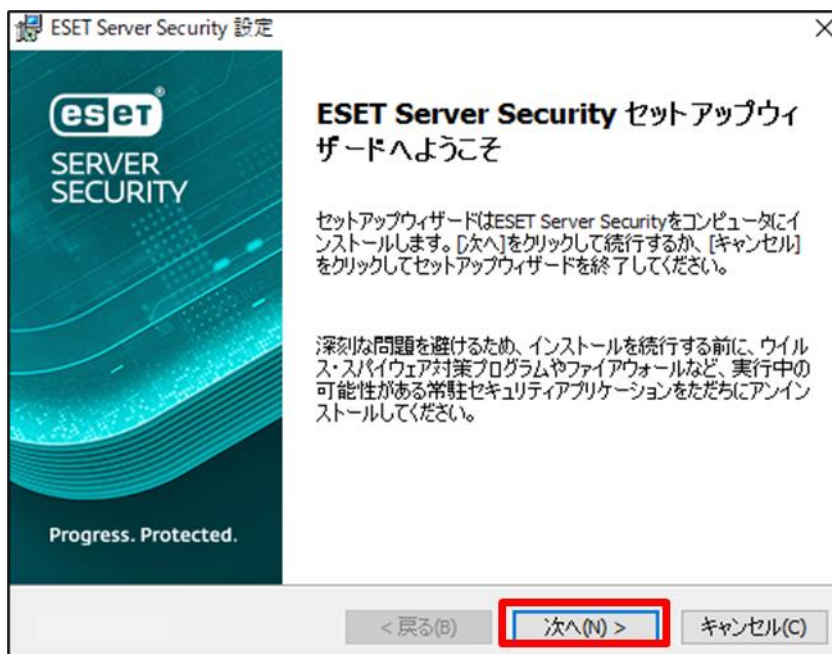 ESET Server Security 設定
eset®
SERVER
SECURITY
ESET Server Security セットアップウィ
ザードへようこそ
セットアップウィザードはESET Server Securityをコンピュータにイ
ンストールします。[次へ]をクリックして続行するか、[キャンセル]
をクリックしてセットアップウィザードを終了してください。
深刻な問題を避けるため、インストールを続行する前に、ウイル
ス・スパイウェア対策プログラムやファイアウォールなど、実行中の
可能性がある常駐セキュリティアプリケーションをただちにアンイン
ストールしてください。
Progress. Protected.
< 戻る(B)
次へ(N) >
キャンセル(C)